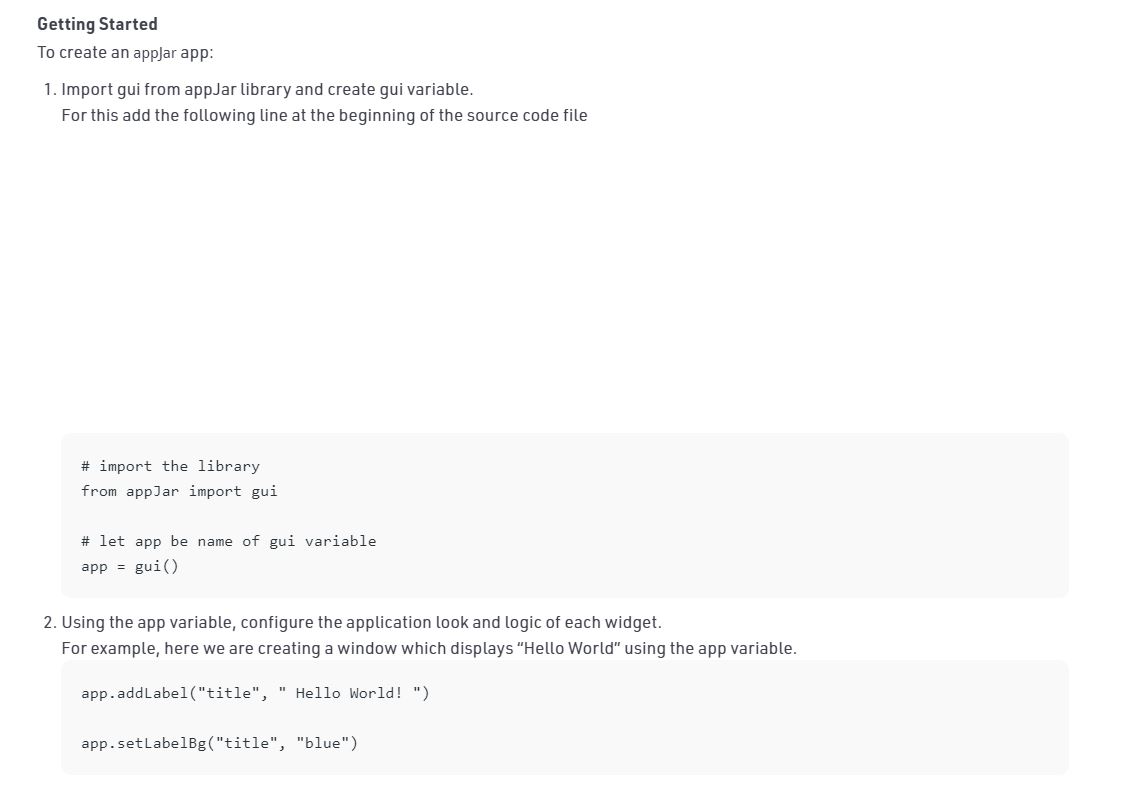 Getting Started
To create an appJar app:
1. Import gui from appJar library and create gui variable.
For this add the following line at the beginning of the source code file
# import the library
from appJar import gui
# let app be name of gui variable
app = gui()
2. Using the app variable, configure the application look and logic of each widget.
For example, here we are creating a window which displays “Hello World” using the app variable.
app.addLabel("title", " Hello World! ")
app.setLabelBg("title", "blue")